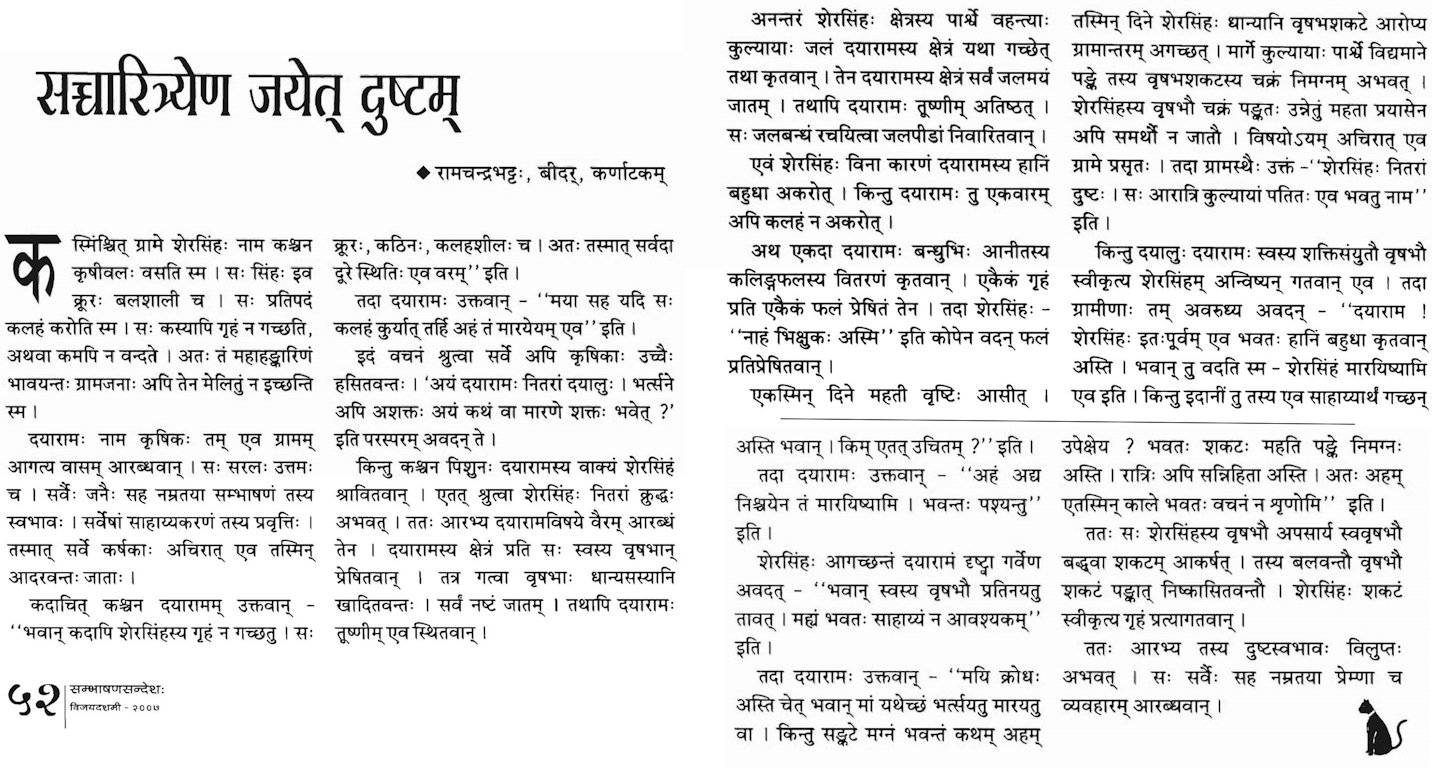 सच्चारित्र्येण जयेत् दुष्टम्
◆ रामचन्द्रभट्टः, बीदर्, कर्णाटकम्
कस्मिंश्चित् ग्रामे शेरसिंहः नाम कश्चन
कृषीवलः वसति स्म । सः सिंहः इव
क्रूरः बलशाली च । सः प्रतिपदं
कलहं करोति स्म । सः कस्यापि गृहं न गच्छति,
अथवा कमपि न वन्दते । अतः तं महाहङ्कारिणं
भावयन्तः ग्रामजनाः अपि तेन मेलितुं न इच्छन्ति
स्म ।
दयारामः नाम कृषिकः तम् एव ग्रामम्
आगत्य वासम् आरब्धवान् । सः सरलः उत्तमः
च । सर्वैः जनैः सह नम्रतया सम्भाषणं तस्य
स्वभावः । सर्वेषां साहाय्यकरणं तस्य प्रवृत्तिः ।
तस्मात् सर्वे कर्षकाः अचिरात् एव तस्मिन्
आदरवन्तः जाताः ।
कदाचित् कश्चन दयारामम् उक्तवान् –
‘‘भवान् कदापि शेरसिंहस्य गृहं न गच्छतु । सः
क्रूरः, कठिनः, कलहशीलः च । अतः तस्मात् सर्वदा
दूरे स्थितिः एव वरम्’’ इति ।
तदा दयारामः उक्तवान् – ‘‘मया सह यदि सः
कलहं कुर्यात् तर्हि अहं तं मारयेयम् एव’’ इति ।
इदं वचनं श्रुत्वा सर्वे अपि कृषिकाः उच्चैः
हसितवन्तः । ‘अयं दयारामः नितरां दयालुः । भर्त्सने
अपि अशक्तः अयं कथं वा मारणे शक्तः भवेत् ?’
इति परस्परम् अवदन् ते ।
किन्तु कश्चन पिशुनः दयारामस्य वाक्यं शेरसिंहं
श्रावितवान् । एतत् श्रुत्वा शेरसिंहः नितरां क्रुद्धः
अभवत् । ततः आरभ्य दयारामविषये वैरम् आरब्धं
तेन । दयारामस्य क्षेत्रं प्रति सः स्वस्य वृषभान्
प्रेषितवान् । तत्र गत्वा वृषभाः धान्यसस्यानि
खादितवन्तः । सर्वं नष्टं जातम् । तथापि दयारामः
तूष्णीम् एव स्थितवान् ।
५२ सम्भाषणसन्देशः
विजयदशमी - २००७
अनन्तरं शेरसिंहः क्षेत्रस्य पार्श्वे वहन्त्याः
कुल्यायाः जलं दयारामस्य क्षेत्रं यथा गच्छेत्
तथा कृतवान् । तेन दयारामस्य क्षेत्रं सर्वं जलमयं
जातम् । तथापि दयारामः तूष्णीम् अतिष्ठत् ।
सः जलबन्धं रचयित्वा जलपीडां निवारितवान् ।
एवं शेरसिंहः विना कारणं दयारामस्य हानिं
बहुधा अकरोत् । किन्तु दयारामः तु एकवारम्
अपि कलहं न अकरोत् ।
अथ एकदा दयारामः बन्धुभिः आनीतस्य
कलिङ्गफलस्य वितरणं कृतवान् । एकैकं गृहं
प्रति एकैकं फलं प्रेषितं तेन । तदा शेरसिंहः –
‘‘नाहं भिक्षुकः अस्मि’’ इति कोपेन वदन् फलं
प्रतिप्रेषितवान् ।
एकस्मिन् दिने महती वृष्टिः आसीत् ।
तस्मिन् दिने शेरसिंहः धान्यानि वृषभशकटे आरोप्य
ग्रामान्तरम् अगच्छत् । मार्गे कुल्यायाः पार्श्वे विद्यमाने
पङ्के तस्य वृषभशकटस्य चक्रं निमग्नम् अभवत् ।
शेरसिंहस्य वृषभौ चक्रं पङ्कतः उन्नेतुं महता प्रयासेन
अपि समर्थौ न जातौ । विषयोऽयम् अचिरात् एव
ग्रामे प्रसृतः । तदा ग्रामस्थैः उक्तं –‘‘शेरसिंहः नितरां
दुष्टः । सः आरात्रि कुल्यायां पतितः एव भवतु नाम’’
इति ।
किन्तु दयालुः दयारामः स्वस्य शक्तिसंयुतौ वृषभौ
स्वीकृत्य शेरसिंहम् अन्विष्यन् गतवान् एव । तदा
ग्रामीणाः तम् अवरुध्य अवदन् – ‘‘दयाराम !
शेरसिंहः इतःपूर्वम् एव भवतः हानिं बहुधा कृतवान्
अस्ति । भवान् तु वदति स्म – शेरसिंहं मारयिष्यामि
एव इति । किन्तु इदानीं तु तस्य एव साहाय्यार्थं गच्छन्
अस्ति भवान् । किम् एतत् उचितम् ?’’ इति ।
तदा दयारामः उक्तवान् – ‘‘अहं अद्य
निश्चयेन तं मारयिष्यामि । भवन्तः पश्यन्तु’’
इति ।
शेरसिंहः आगच्छन्तं दयारामं दृष्ट्वा गर्वेण
अवदत् – ‘‘भवान् स्वस्य वृषभौ प्रतिनयतु
तावत् । मह्यं भवतः साहाय्यं न आवश्यकम्’’
इति ।
तदा दयारामः उक्तवान् – ‘‘मयि क्रोधः
अस्ति चेत् भवान् मां यथेच्छं भर्त्सयतु मारयतु
वा । किन्तु सङ्कटे मग्नं भवन्तं कथम् अहम्
उपेक्षेय ? भवतः शकटः महति पङ्के निमग्नः
अस्ति । रात्रिः अपि सन्निहिता अस्ति । अतः अहम्
एतस्मिन् काले भवतः वचनं न शृणोमि’’ इति ।
ततः सः शेरसिंहस्य वृषभौ अपसार्य स्ववृषभौ
बद्ध्वा शकटम् आकर्षत् । तस्य बलवन्तौ वृषभौ
शकटं पङ्कात् निष्कासितवन्तौ । शेरसिंहः शकटं
स्वीकृत्य गृहं प्रत्यागतवान् ।
ततः आरभ्य तस्य दुष्टस्वभावः विलुप्तः
अभवत् । सः सर्वैः सह नम्रतया प्रेम्णा च
व्यवहारम् आरब्धवान् ।